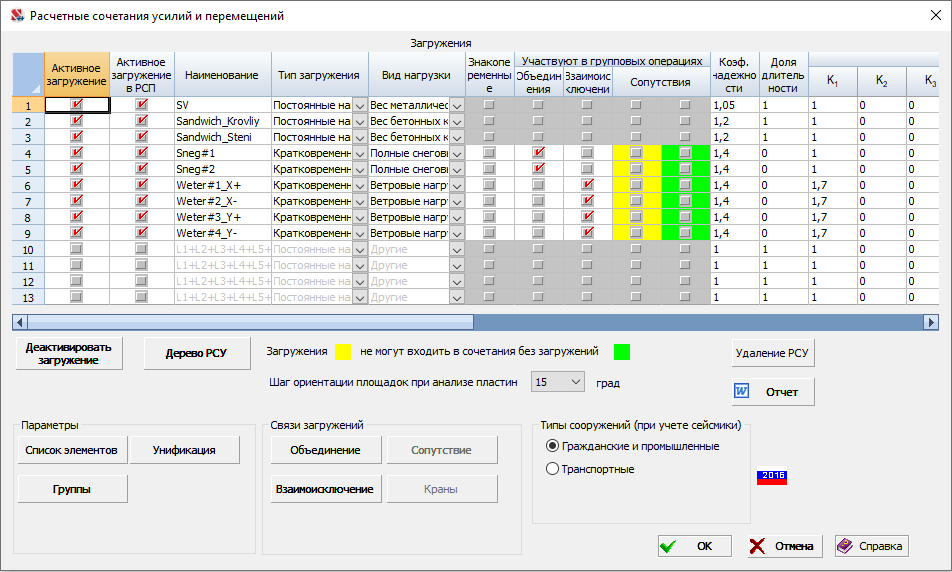 Расчетные сочетания усилий и перемещений
Загружения
Активное загружение
Активное загружение в РСП
Наименование
Тип загружения
Вид нагрузки
Знакопе ременны е
Участвуют в групповых операциях
Объедин ения
Взаимоис ключени
Сопутствия
Коэф. надежно сти
Доля длитель ности
K1
K2
K3
1 SV Постоянные на Вес металличес 1,05 1 1 0 0
2 Sandwich_Krovliy Постоянные на Вес бетонных к 1,2 1 1 0 0
3 Sandwich_Steni Постоянные на Вес бетонных к 1,2 1 1 0 0
4 Sneg#1 Кратковременн Полные снегов 1,4 0 1 0 0
5 Sneg#2 Кратковременн Полные снегов 1,4 0 1 0 0
6 Weter#1_X+ Кратковременн Ветровые нагр 1,4 0 1,7 0 0
7 Weter#2_X- Кратковременн Ветровые нагр 1,4 0 1,7 0 0
8 Weter#3_Y+ Кратковременн Ветровые нагр 1,4 0 1,7 0 0
9 Weter#4_Y- Кратковременн Ветровые нагр 1,4 0 1,7 0 0
10 L1+L2+L3+L4+L5+ Постоянные на Другие 1 1 1 0 0
11 L1+L2+L3+L4+L5+ Постоянные на Другие 1 1 1 0 0
12 L1+L2+L3+L4+L5+ Постоянные на Другие 1 1 1 0 0
13 L1+L2+L3+L4+L5+ Постоянные на Другие 1 1 1 0 0
Деактивировать загружение
Дерево РСУ
Загружения не могут входить в сочетания без загружений
Удаление РСУ
Шаг ориентации площадок при анализе пластин 15 град
Отчет
Параметры
Список элементов
Унификация
Группы
Связи загружений
Объединение
Сопутствие
Взаимоисключение
Краны
Типы сооружений (при учете сейсмики)
Гражданские и промышленные
Транспортные
2016
OK
Отмена
Справка